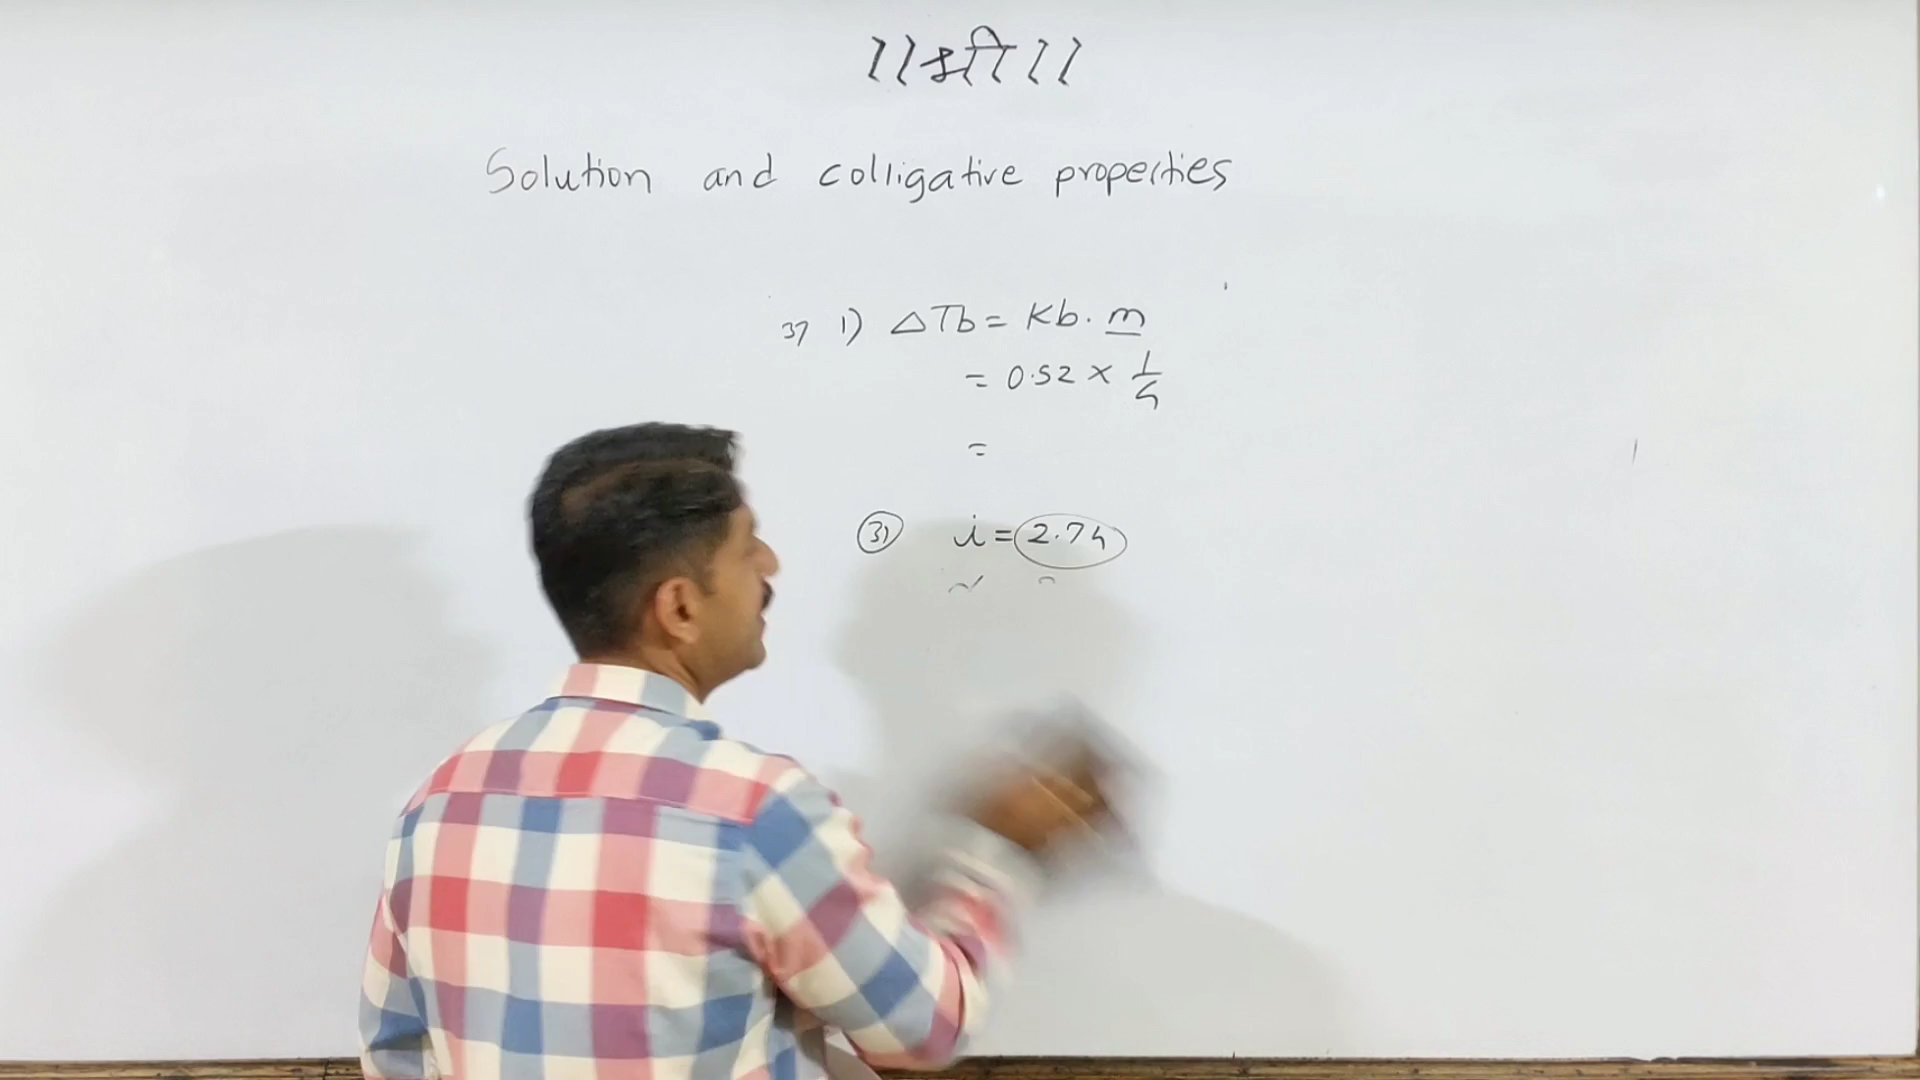 ।।श्री।।
Solution and colligative properties
37 1) ΔTb = Kb. m
= 0.52 × 1/4
=
31 i = 2.74